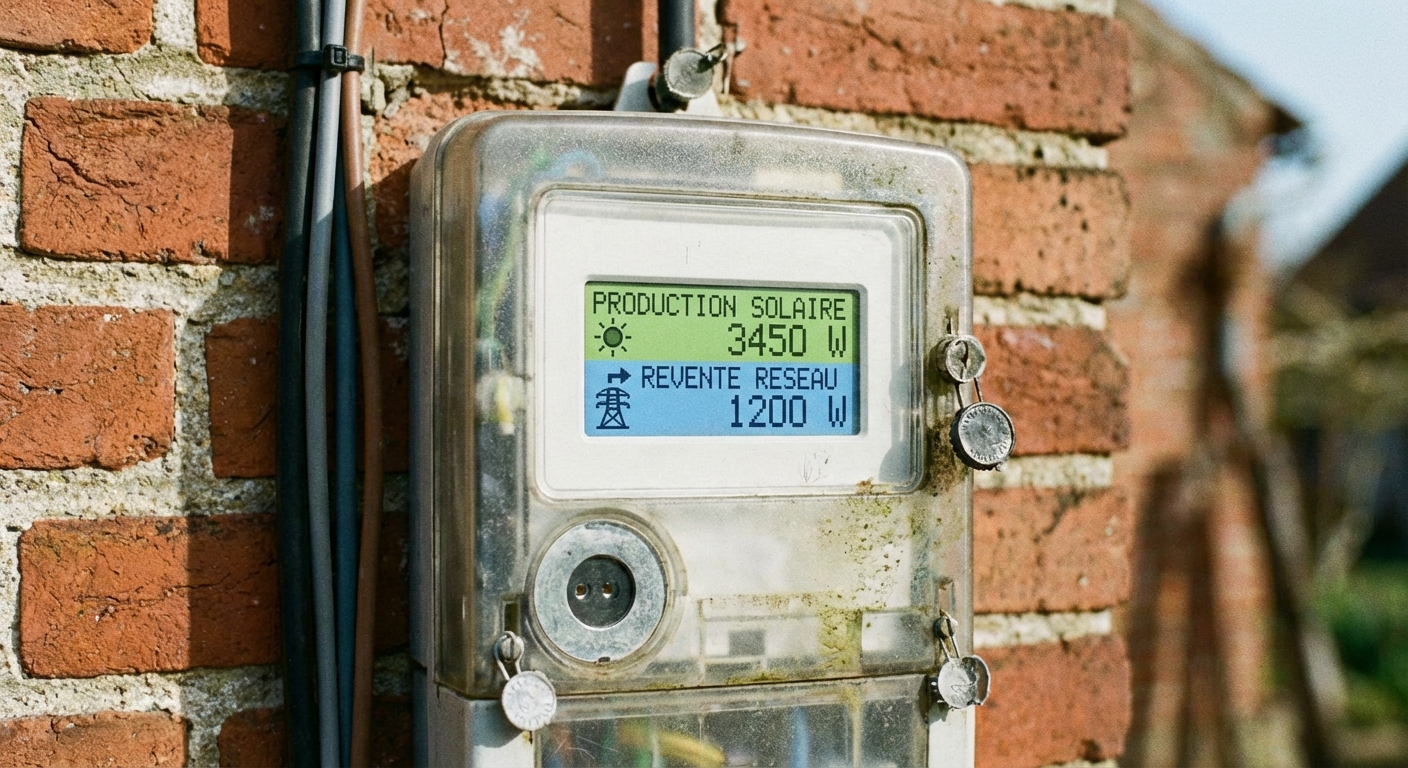 PRODUCTION SOLAIRE
3450 W
REVENTE RESEAU
1200 W